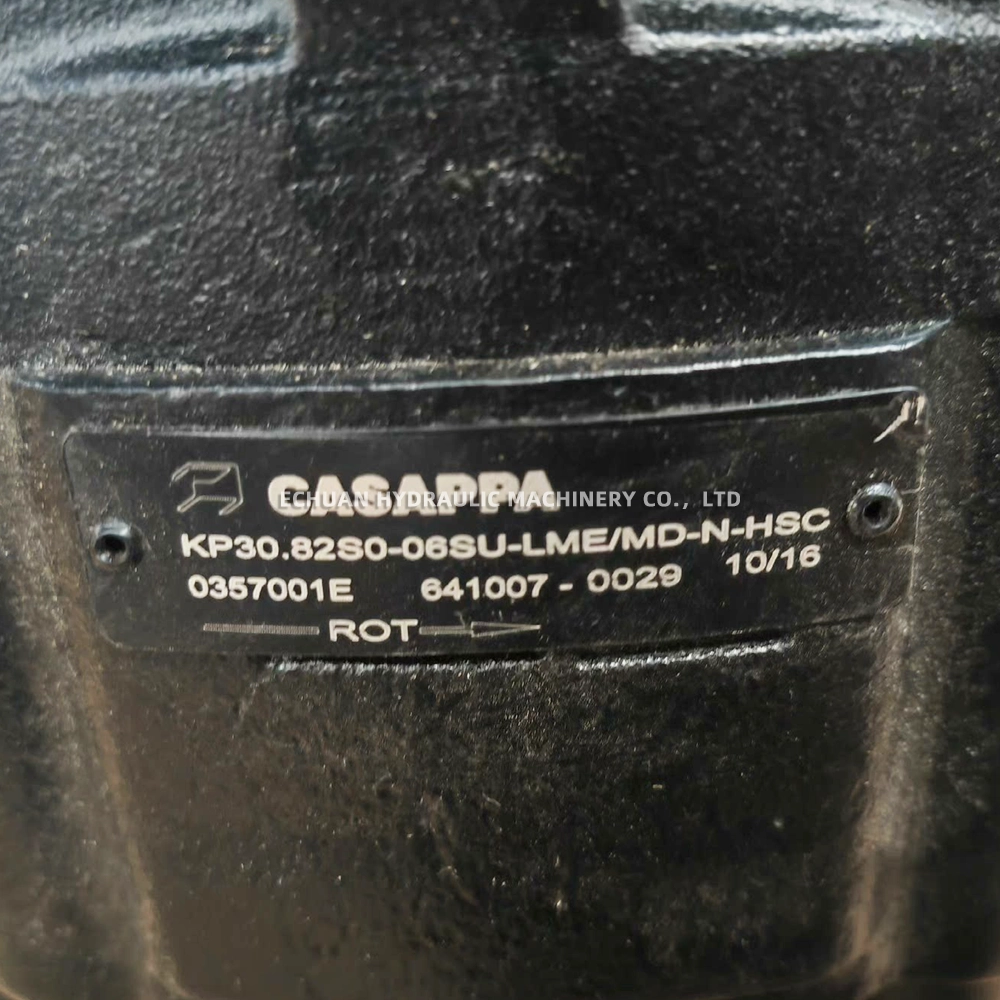 CASAPPA
ECHUAN HYDRAULIC MACHINERY CO., LTD
KP30.82S0-06SU-LME/MD-N-HSC
0357001E 641007 - 0029 10/16
ROT